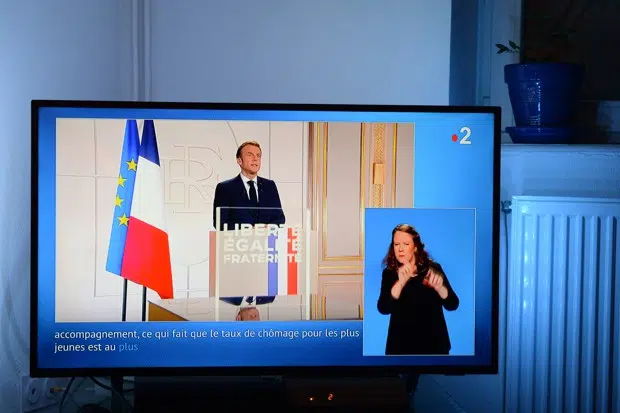 2
LIBERTÉ
ÉGALITÉ
FRATERNITÉ
accompagnement, ce qui fait que le taux de chômage pour les plus
jeunes est au plus